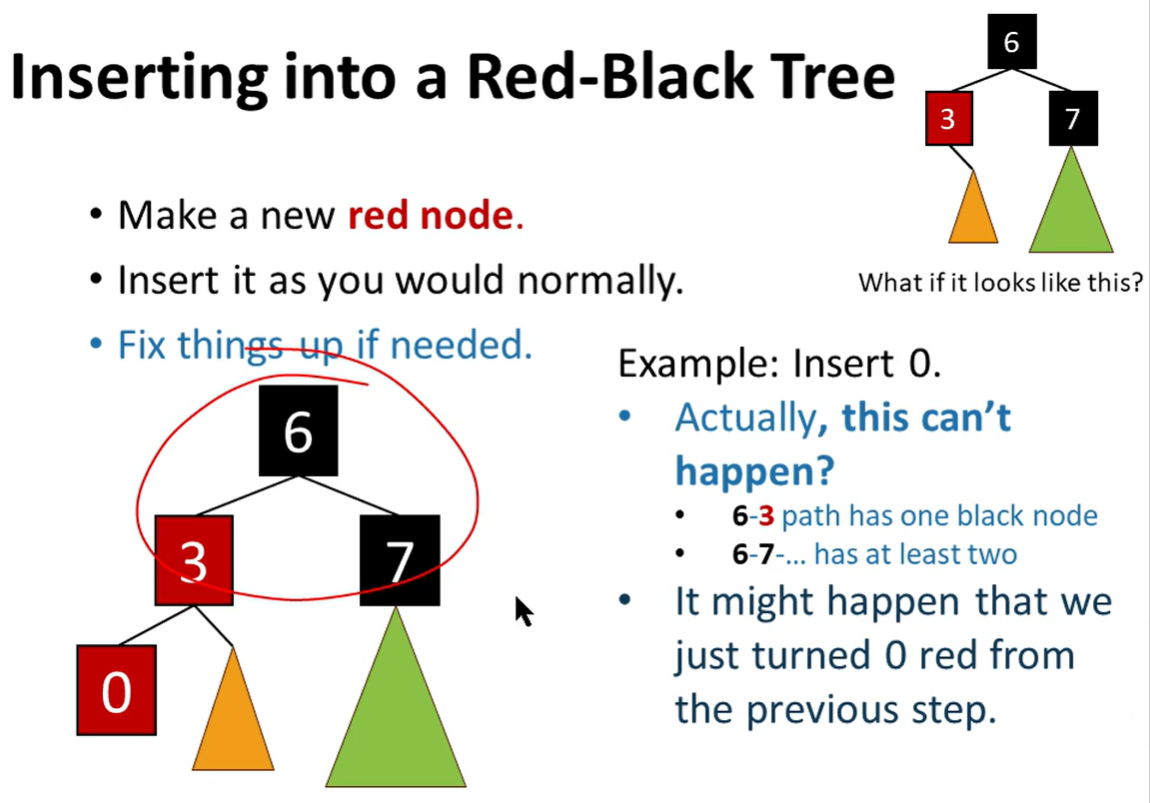 Inserting into a Red-Black Tree
6
3
7
• Make a new red node.
• Insert it as you would normally.
What if it looks like this?
• Fix things up if needed.
6
3
7
0
Example: Insert 0.
• Actually, this can't
happen?
• 6-3 path has one black node
• 6-7-... has at least two
• It might happen that we
just turned 0 red from
the previous step.